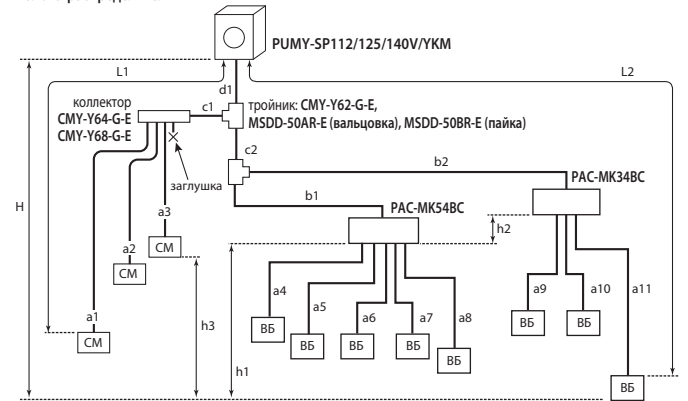 PUMY-SP112/125/140V/YKM
L1
L2
d1
коллектор
CMY-Y64-G-E
CMY-Y68-G-E
c1
тройник: CMY-Y62-G-E,
MSDD-50AR-E (вальцовка), MSDD-50BR-E (пайка)
c2
b2
заглушка
PAC-MK34BC
H
b1
PAC-MK54BC
a3
h2
a2
СМ
a4
a5
a6
a7
a8
a9
a10
a11
СМ
a1
h3
ВБ
ВБ
ВБ
ВБ
ВБ
ВБ
ВБ
СМ
h1
ВБ